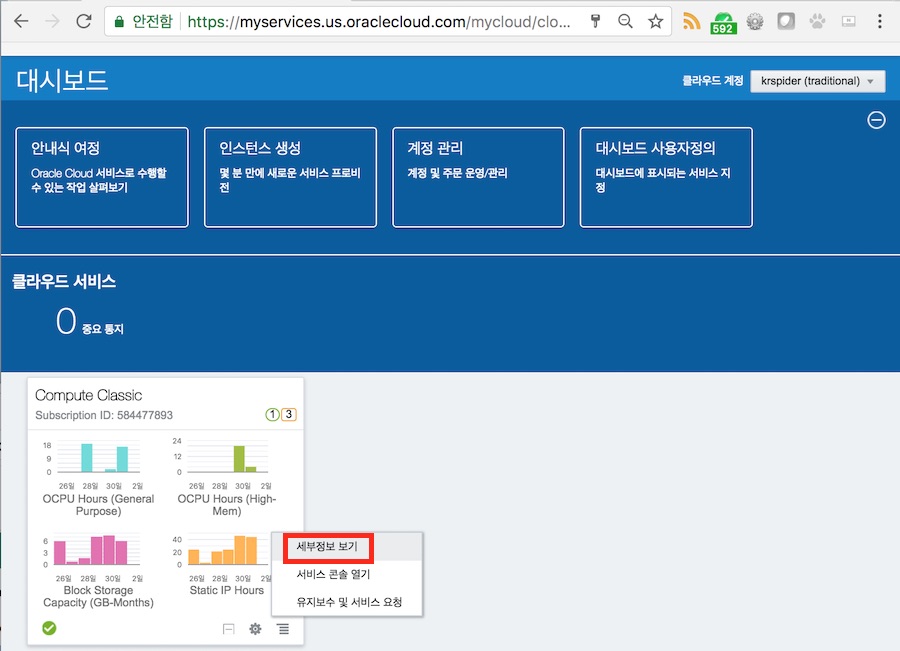 안전함
https://myservices.us.oraclecloud.com/mycloud/clo...
592
대시보드
클라우드 계정
krspider (traditional)
안내식 여정
Oracle Cloud 서비스로 수행할
수 있는 작업 살펴보기
인스턴스 생성
몇 분 만에 새로운 서비스 프로비
전
계정 관리
계정 및 주문 운영/관리
대시보드 사용자정의
대시보드에 표시되는 서비스 지
정
클라우드 서비스
0 중요 통지
Compute Classic
Subscription ID: 584477893
1 3
18
9
0
26일 28일 30일 2일
OCPU Hours (General
Purpose)
24
12
0
26일 28일 30일 2일
OCPU Hours (High-
Mem)
6
3
0
26일 28일 30일 2일
Block Storage
Capacity (GB-Months)
40
20
0
26일 28일 30일 2일
Static IP Hours
세부정보 보기
서비스 콘솔 열기
유지보수 및 서비스 요청